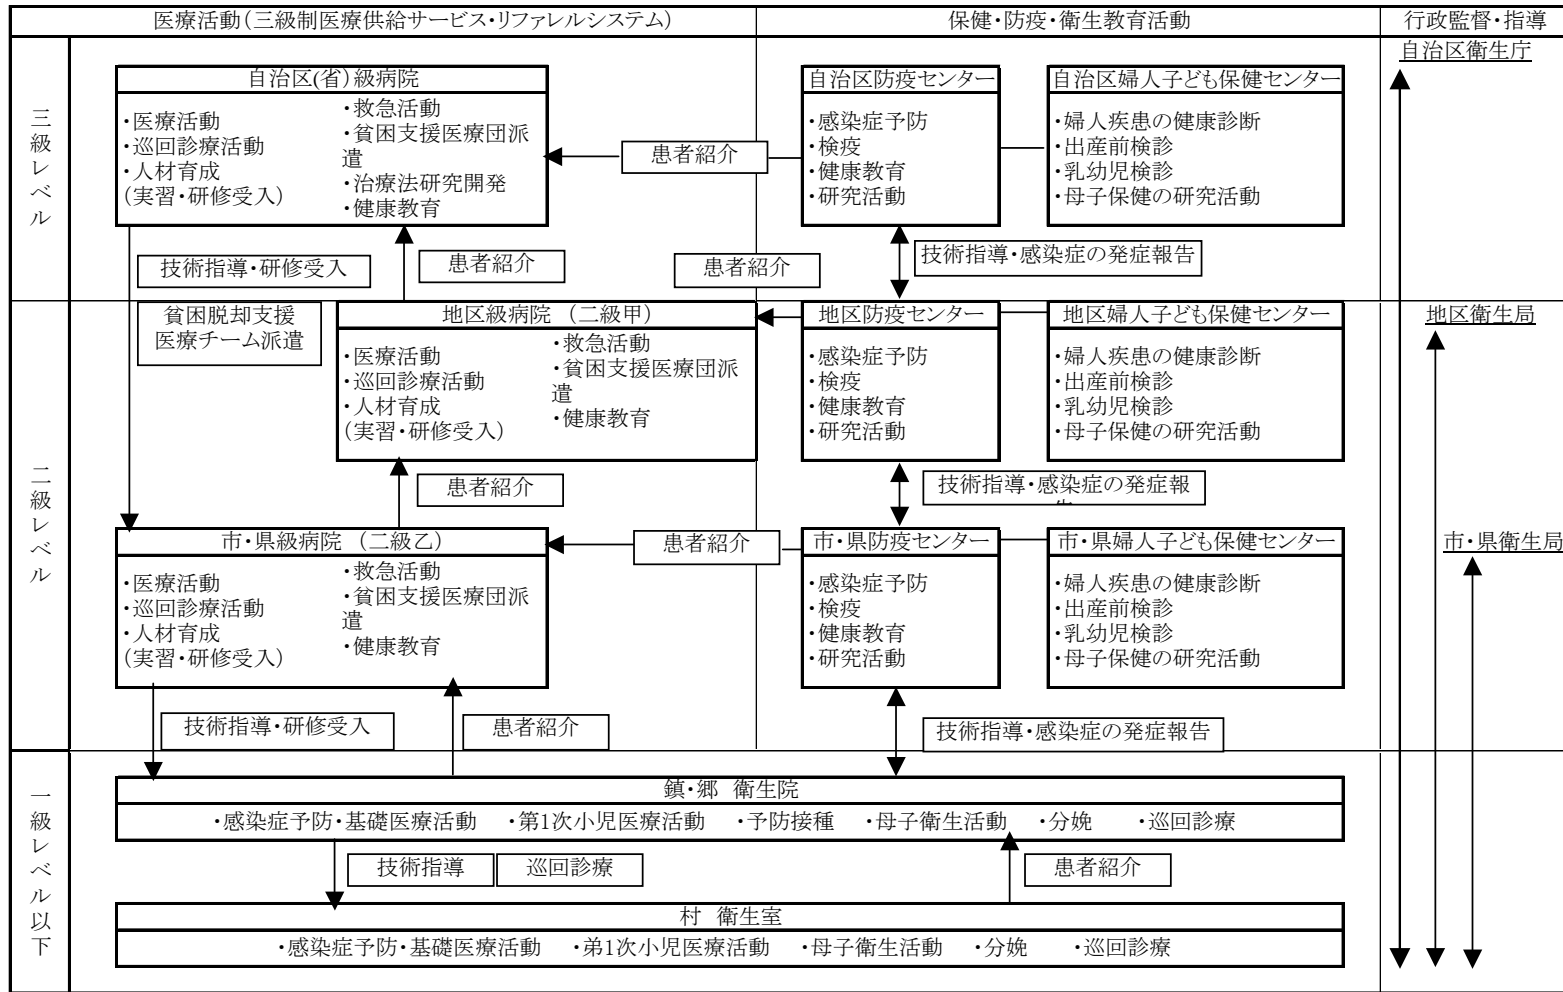 医療活動(三級制医療供給サービス・リファレルシステム)
保健・防疫・衛生教育活動
行政監督・指導
三級レベル
自治区(省)級病院
・医療活動
・巡回診療活動
・人材育成
(実習・研修受入)
・救急活動
・貧困支援医療団派
遣
・治療法研究開発
・健康教育
患者紹介
自治区防疫センター
・感染症予防
・検疫
・健康教育
・研究活動
自治区婦人子ども保健センター
・婦人疾患の健康診断
・出産前検診
・乳幼児検診
・母子保健の研究活動
自治区衛生庁
技術指導・研修受入
患者紹介
患者紹介
技術指導・感染症の発症報告
二級レベル
貧困脱却支援
医療チーム派遣
地区級病院 (二級甲)
・医療活動
・巡回診療活動
・人材育成
(実習・研修受入)
・救急活動
・貧困支援医療団派
遣
・健康教育
地区防疫センター
・感染症予防
・検疫
・健康教育
・研究活動
地区婦人子ども保健センター
・婦人疾患の健康診断
・出産前検診
・乳幼児検診
・母子保健の研究活動
地区衛生局
患者紹介
技術指導・感染症の発症報
市・県級病院 (二級乙)
・医療活動
・巡回診療活動
・人材育成
(実習・研修受入)
・救急活動
・貧困支援医療団派
遣
・健康教育
患者紹介
市・県防疫センター
・感染症予防
・検疫
・健康教育
・研究活動
市・県婦人子ども保健センター
・婦人疾患の健康診断
・出産前検診
・乳幼児検診
・母子保健の研究活動
市・県衛生局
技術指導・研修受入
患者紹介
技術指導・感染症の発症報告
一級レベル以下
鎮・郷 衛生院
・感染症予防・基礎医療活動 ・第1次小児医療活動 ・予防接種 ・母子衛生活動 ・分娩 ・巡回診療
技術指導
巡回診療
患者紹介
村 衛生室
・感染症予防・基礎医療活動 ・弟1次小児医療活動 ・母子衛生活動 ・分娩 ・巡回診療